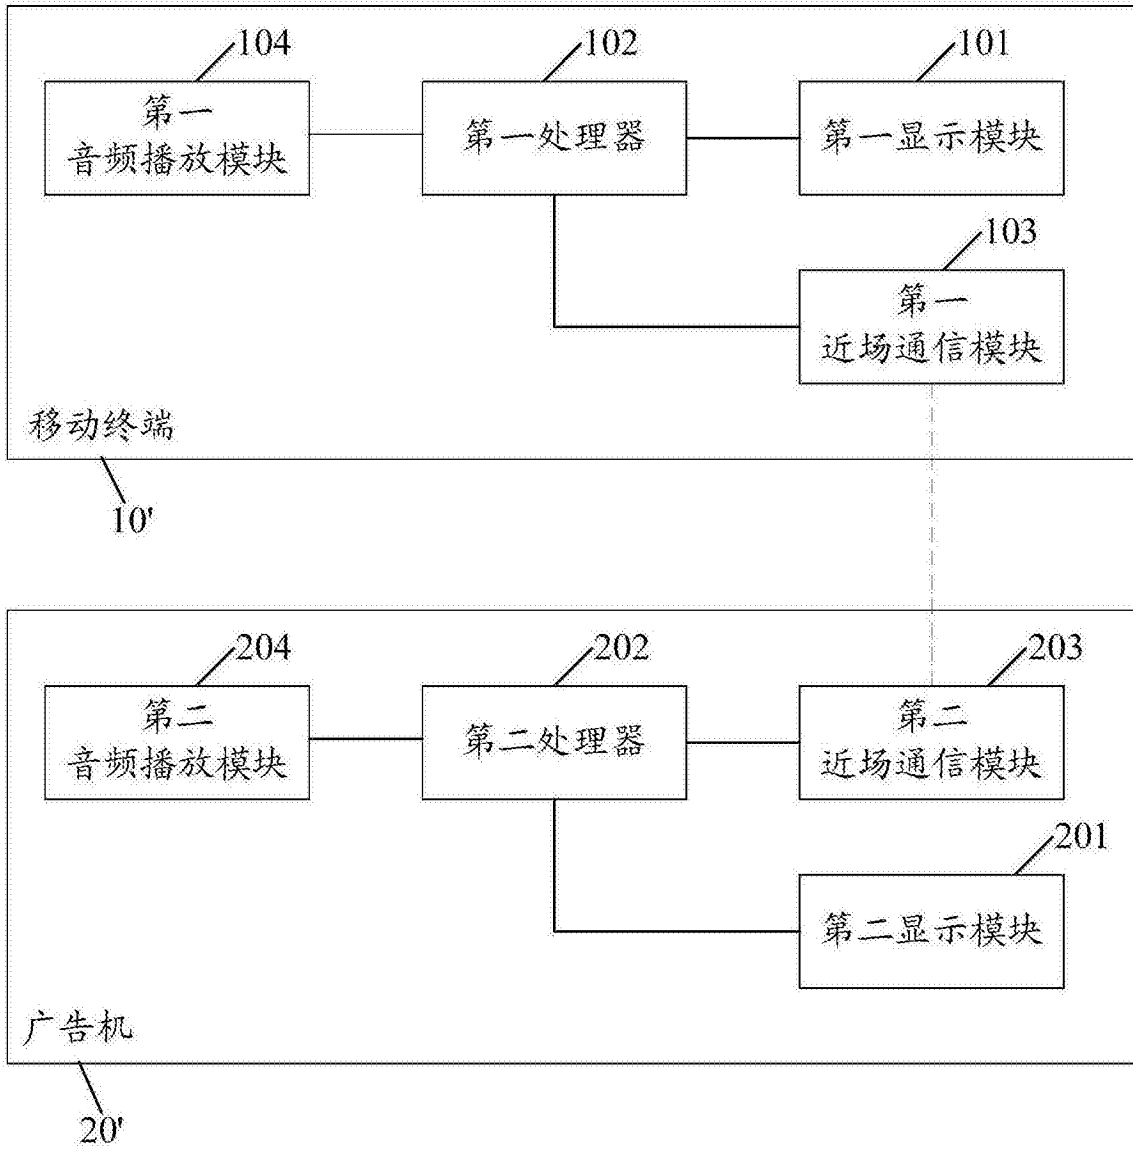 104
102
101
第一
音频播放模块
第一处理器
第一显示模块
103
第一
近场通信模块
移动终端
10'
204
202
203
第二
音频播放模块
第二处理器
第二
近场通信模块
201
第二显示模块
广告机
20'